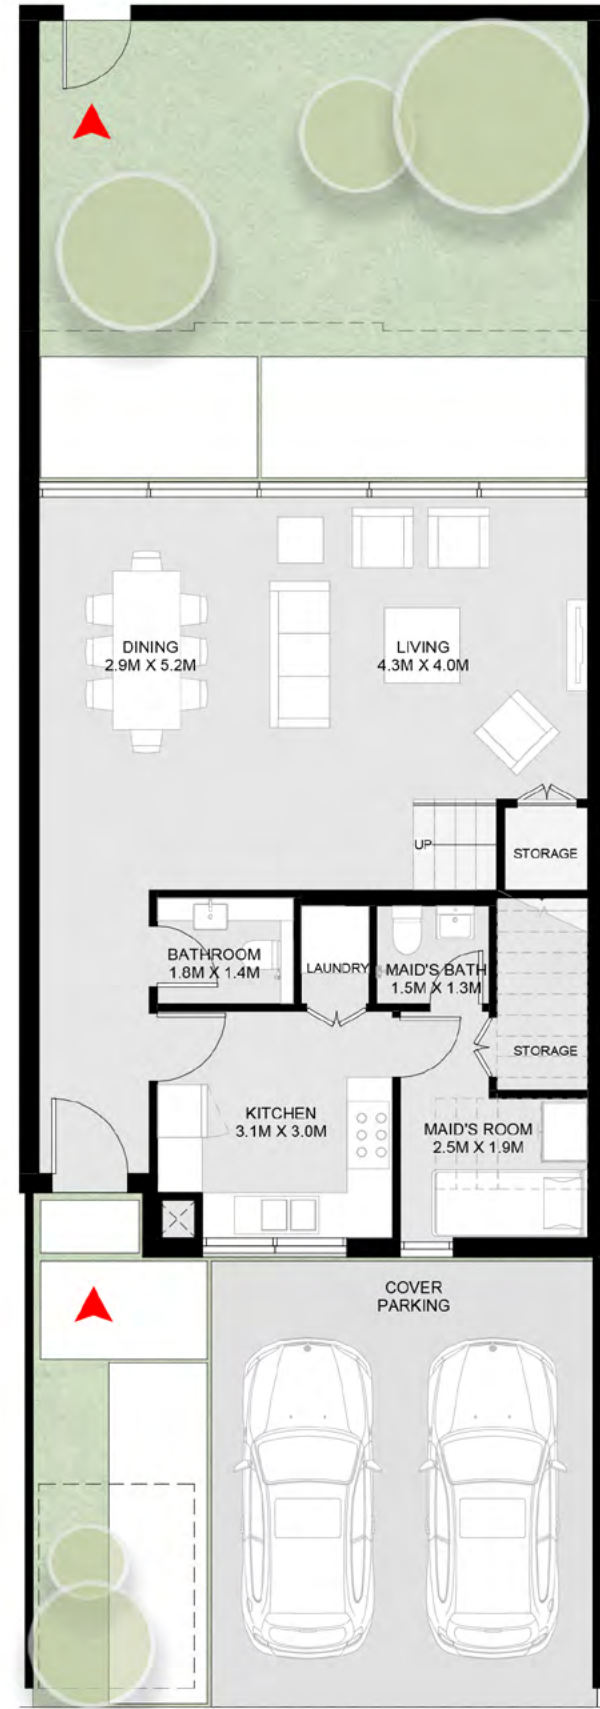 DINING
2.9M X 5.2M
LIVING
4.3M X 4.0M
UP
STORAGE
BATHROOM
1.8M X 1.4M
LAUNDRY
MAID'S BATH
1.5M X 1.3M
STORAGE
KITCHEN
3.1M X 3.0M
MAID'S ROOM
2.5M X 1.9M
COVER
PARKING